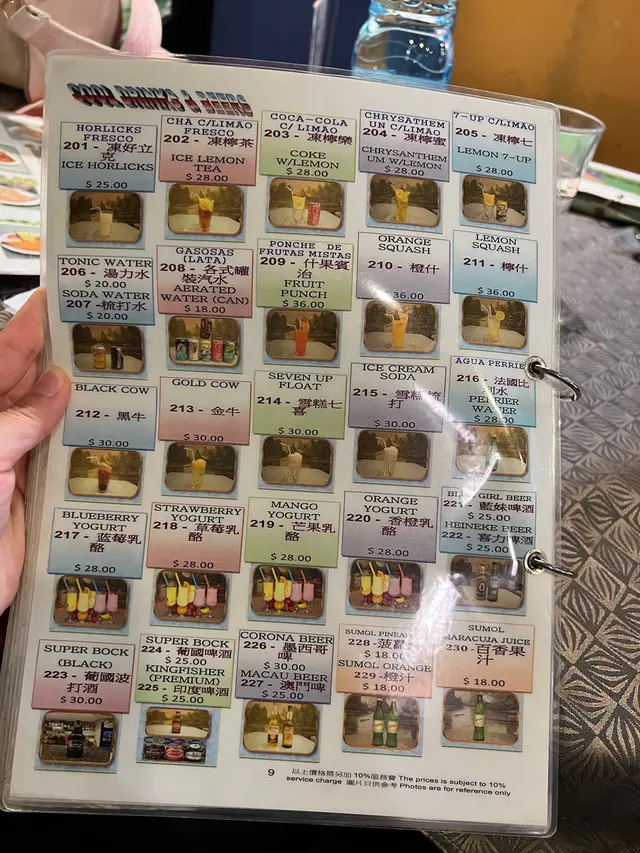 COOL DRINKS & BEERS
HORLICKS
FRESCO
201 - 凍好立
克
ICE HORLICKS
$ 25.00
CHÁ C/LIMÃO
FRESCO
202 - 凍檸茶
ICE LEMON
TEA
$ 28.00
COCA-COLA
C/ LIMÃO
203 - 凍檸樂
COKE
W/LEMON
$ 28.00
CHRYSATHEM
UN C/LIMÃO
204 - 凍檸蜜
CHRYSANTHEM
UM W/LEMON
$ 28.00
7-UP C/LIMÃO
205 - 凍檸七
LEMON 7-UP
$ 28.00
TONIC WATER
206 - 湯力水
$ 20.00
SODA WATER
207 - 梳打水
$ 20.00
GASOSAS
(LATA)
208 - 各式罐
裝汽水
AERATED
WATER (CAN)
$ 18.00
PONCHE DE
FRUTAS MISTAS
209 - 什果賓
治
FRUIT
PUNCH
$ 36.00
ORANGE
SQUASH
210 - 橙什
36.00
LEMON
SQUASH
211 - 檸什
$ 36.00
BLACK COW
212 - 黑牛
$ 30.00
GOLD COW
213 - 金牛
$ 30.00
SEVEN UP
FLOAT
214 - 雪糕七
喜
$ 30.00
ICE CREAM
SODA
215 - 雪糕梳
打
$ 30.00
AGUA PERRIE
216 - 法國比
利水
PERRIER
WATER
$ 28.00
BLUEBERRY
YOGURT
217 - 蓝莓乳
酪
$ 28.00
STRAWBERRY
YOGURT
218 - 草莓乳
酪
$ 28.00
MANGO
YOGURT
219 - 芒果乳
酪
$ 28.00
ORANGE
YOGURT
220 - 香橙乳
酪
$ 28.00
BLUE GIRL BEER
221 - 藍妹啤酒
$ 25.00
HEINEKE BEER
222 - 喜力啤酒
$ 25.00
SUPER BOCK
(BLACK)
223 - 葡國波
打酒
$ 30.00
SUPER BOCK
224 - 葡國啤酒
$ 25.00
KINGFISHER
(PREMIUM)
225 - 印度啤酒
$ 25.00
CORONA BEER
226 - 墨西哥
啤
$ 30.00
MACAU BEER
227 - 澳門啤
$ 25.00
SUMOL PINEAP
228 - 菠蘿
$ 18.00
SUMOL ORANGE
229 - 橙汁
$ 18.00
SUMOL
MARACUJA JUICE
230 - 百香果
汁
$ 18.00
9
以上價格需另加 10%服務費 The prices is subject to 10%
service charge 圖片只供參考 Photos are for reference only